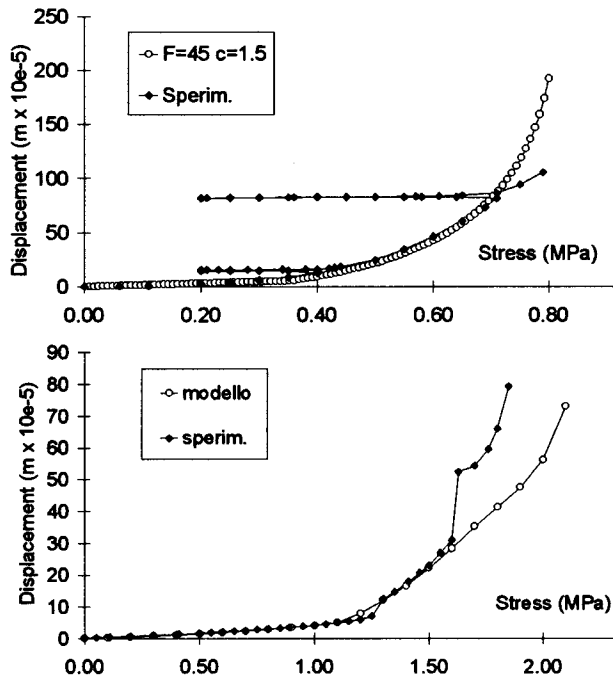 F=45 c=1.5
Sperim.
Displacement (m x 10e-5)
250
200
150
100
50
0
Stress (MPa)
0.00 0.20 0.40 0.60 0.80
modello
sperim.
Displacement (m x 10e-5)
90
80
70
60
50
40
30
20
10
0
Stress (MPa)
0.00 0.50 1.00 1.50 2.00